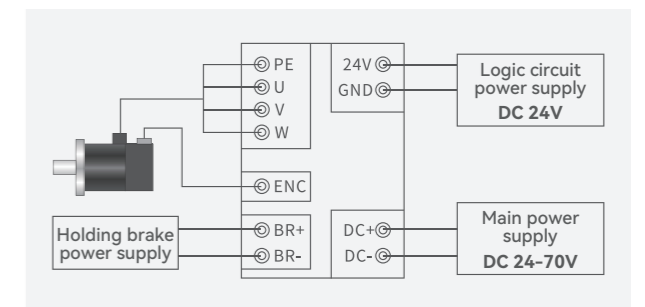 PE
U
V
W
ENC
BR+
BR-
24V
GND
DC+
DC-
Logic circuit
power supply
DC 24V
Holding brake
power supply
Main power
supply
DC 24-70V